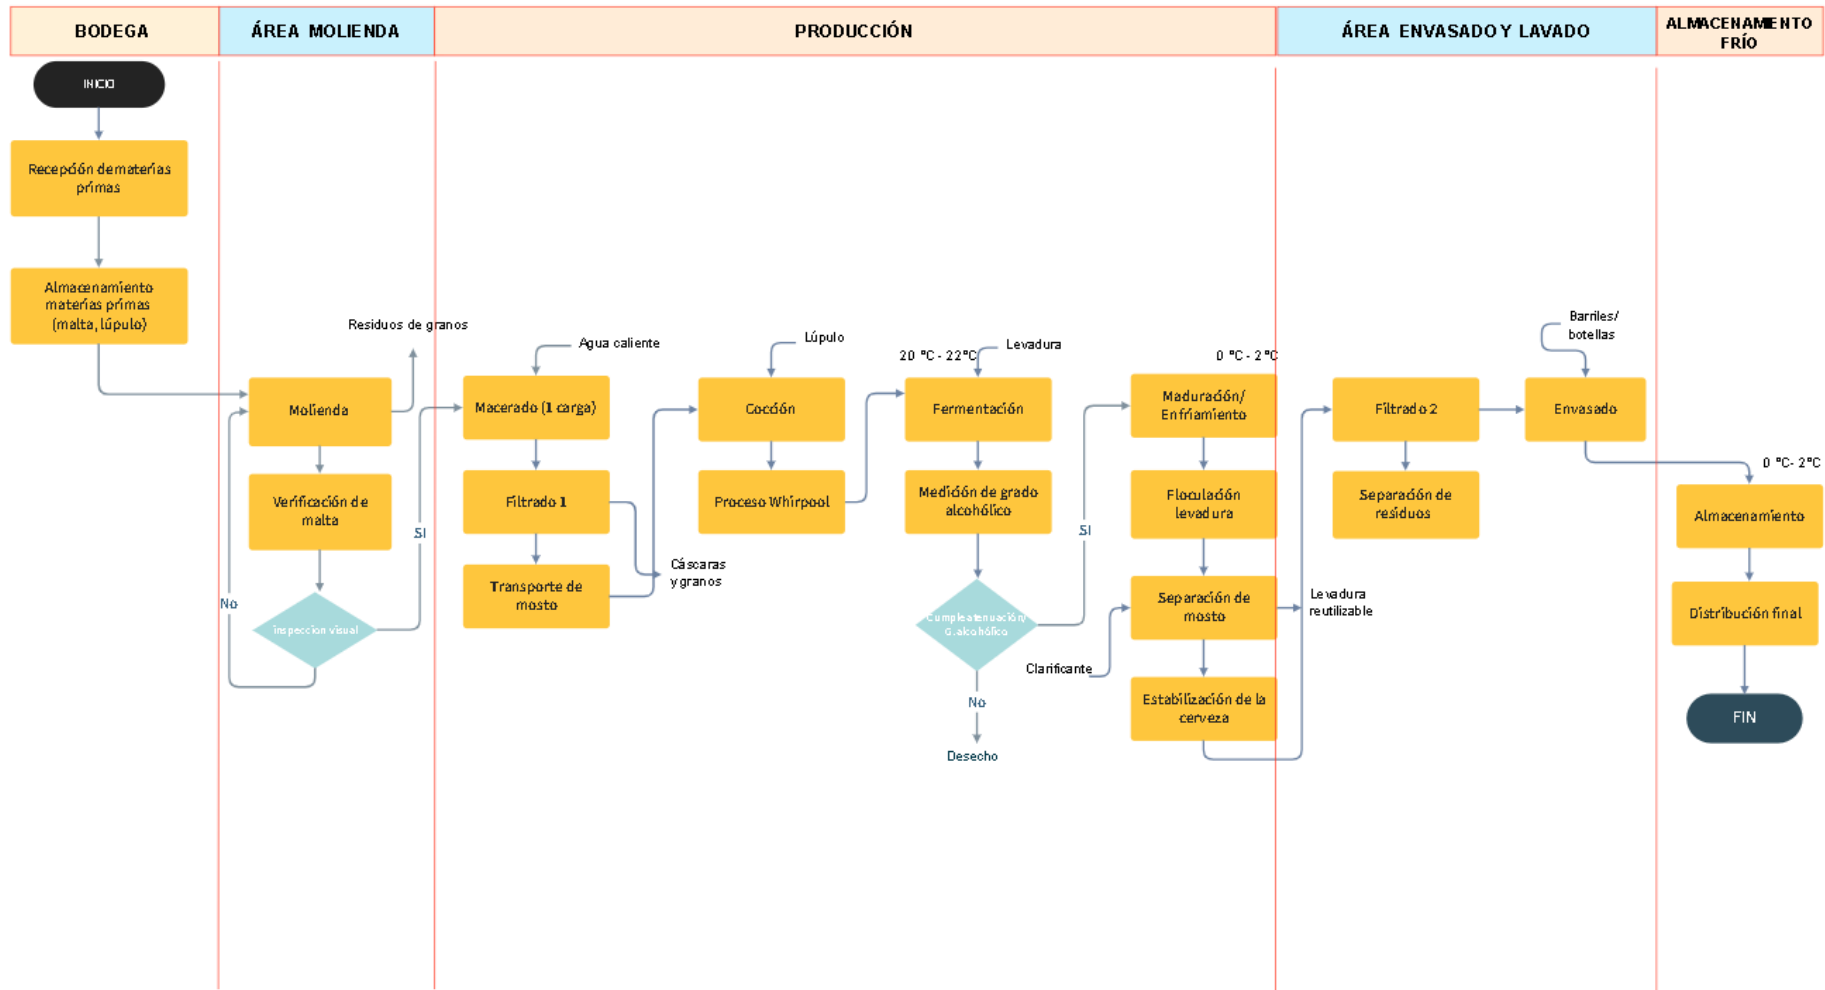 BODEGA
ÁREA MOLIENDA
PRODUCCIÓN
ÁREA ENVASADO Y LAVADO
ALMACENAMIENTO
FRÍO
INICIO
Recepción de materias
primas
Almacenamiento
materias primas
(malta, lúpulo)
Residuos de granos
Molienda
Verificación de
malta
inspeccion visual
No
SI
Agua caliente
Macerado (1 carga)
Filtrado 1
Transporte de
mosto
Cáscaras
y granos
Lúpulo
Cocción
Proceso Whirpool
20 °C - 22°C
Levadura
Fermentación
Medición de grado
alcohólico
Cumple atenuación/
G. alcohólico
SI
No
Desecho
0 °C - 2°C
Maduración/
Enfriamiento
Floculación
levadura
Separación de
mosto
Clarificante
Estabilización de la
cerveza
Levadura
reutilizable
Filtrado 2
Separación de
residuos
Barriles/
botellas
Envasado
0 °C- 2°C
Almacenamiento
Distribución final
FIN